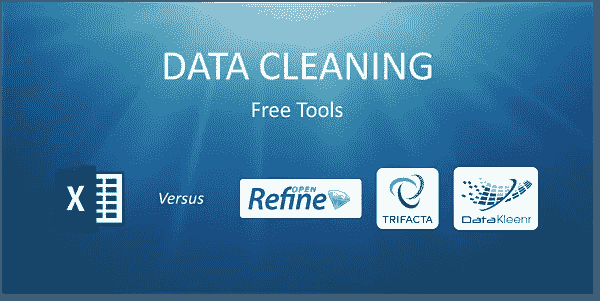 DATA CLEANING
Free Tools
X
Versus
OPEN
Refine
TRIFACTA
DataKleenr